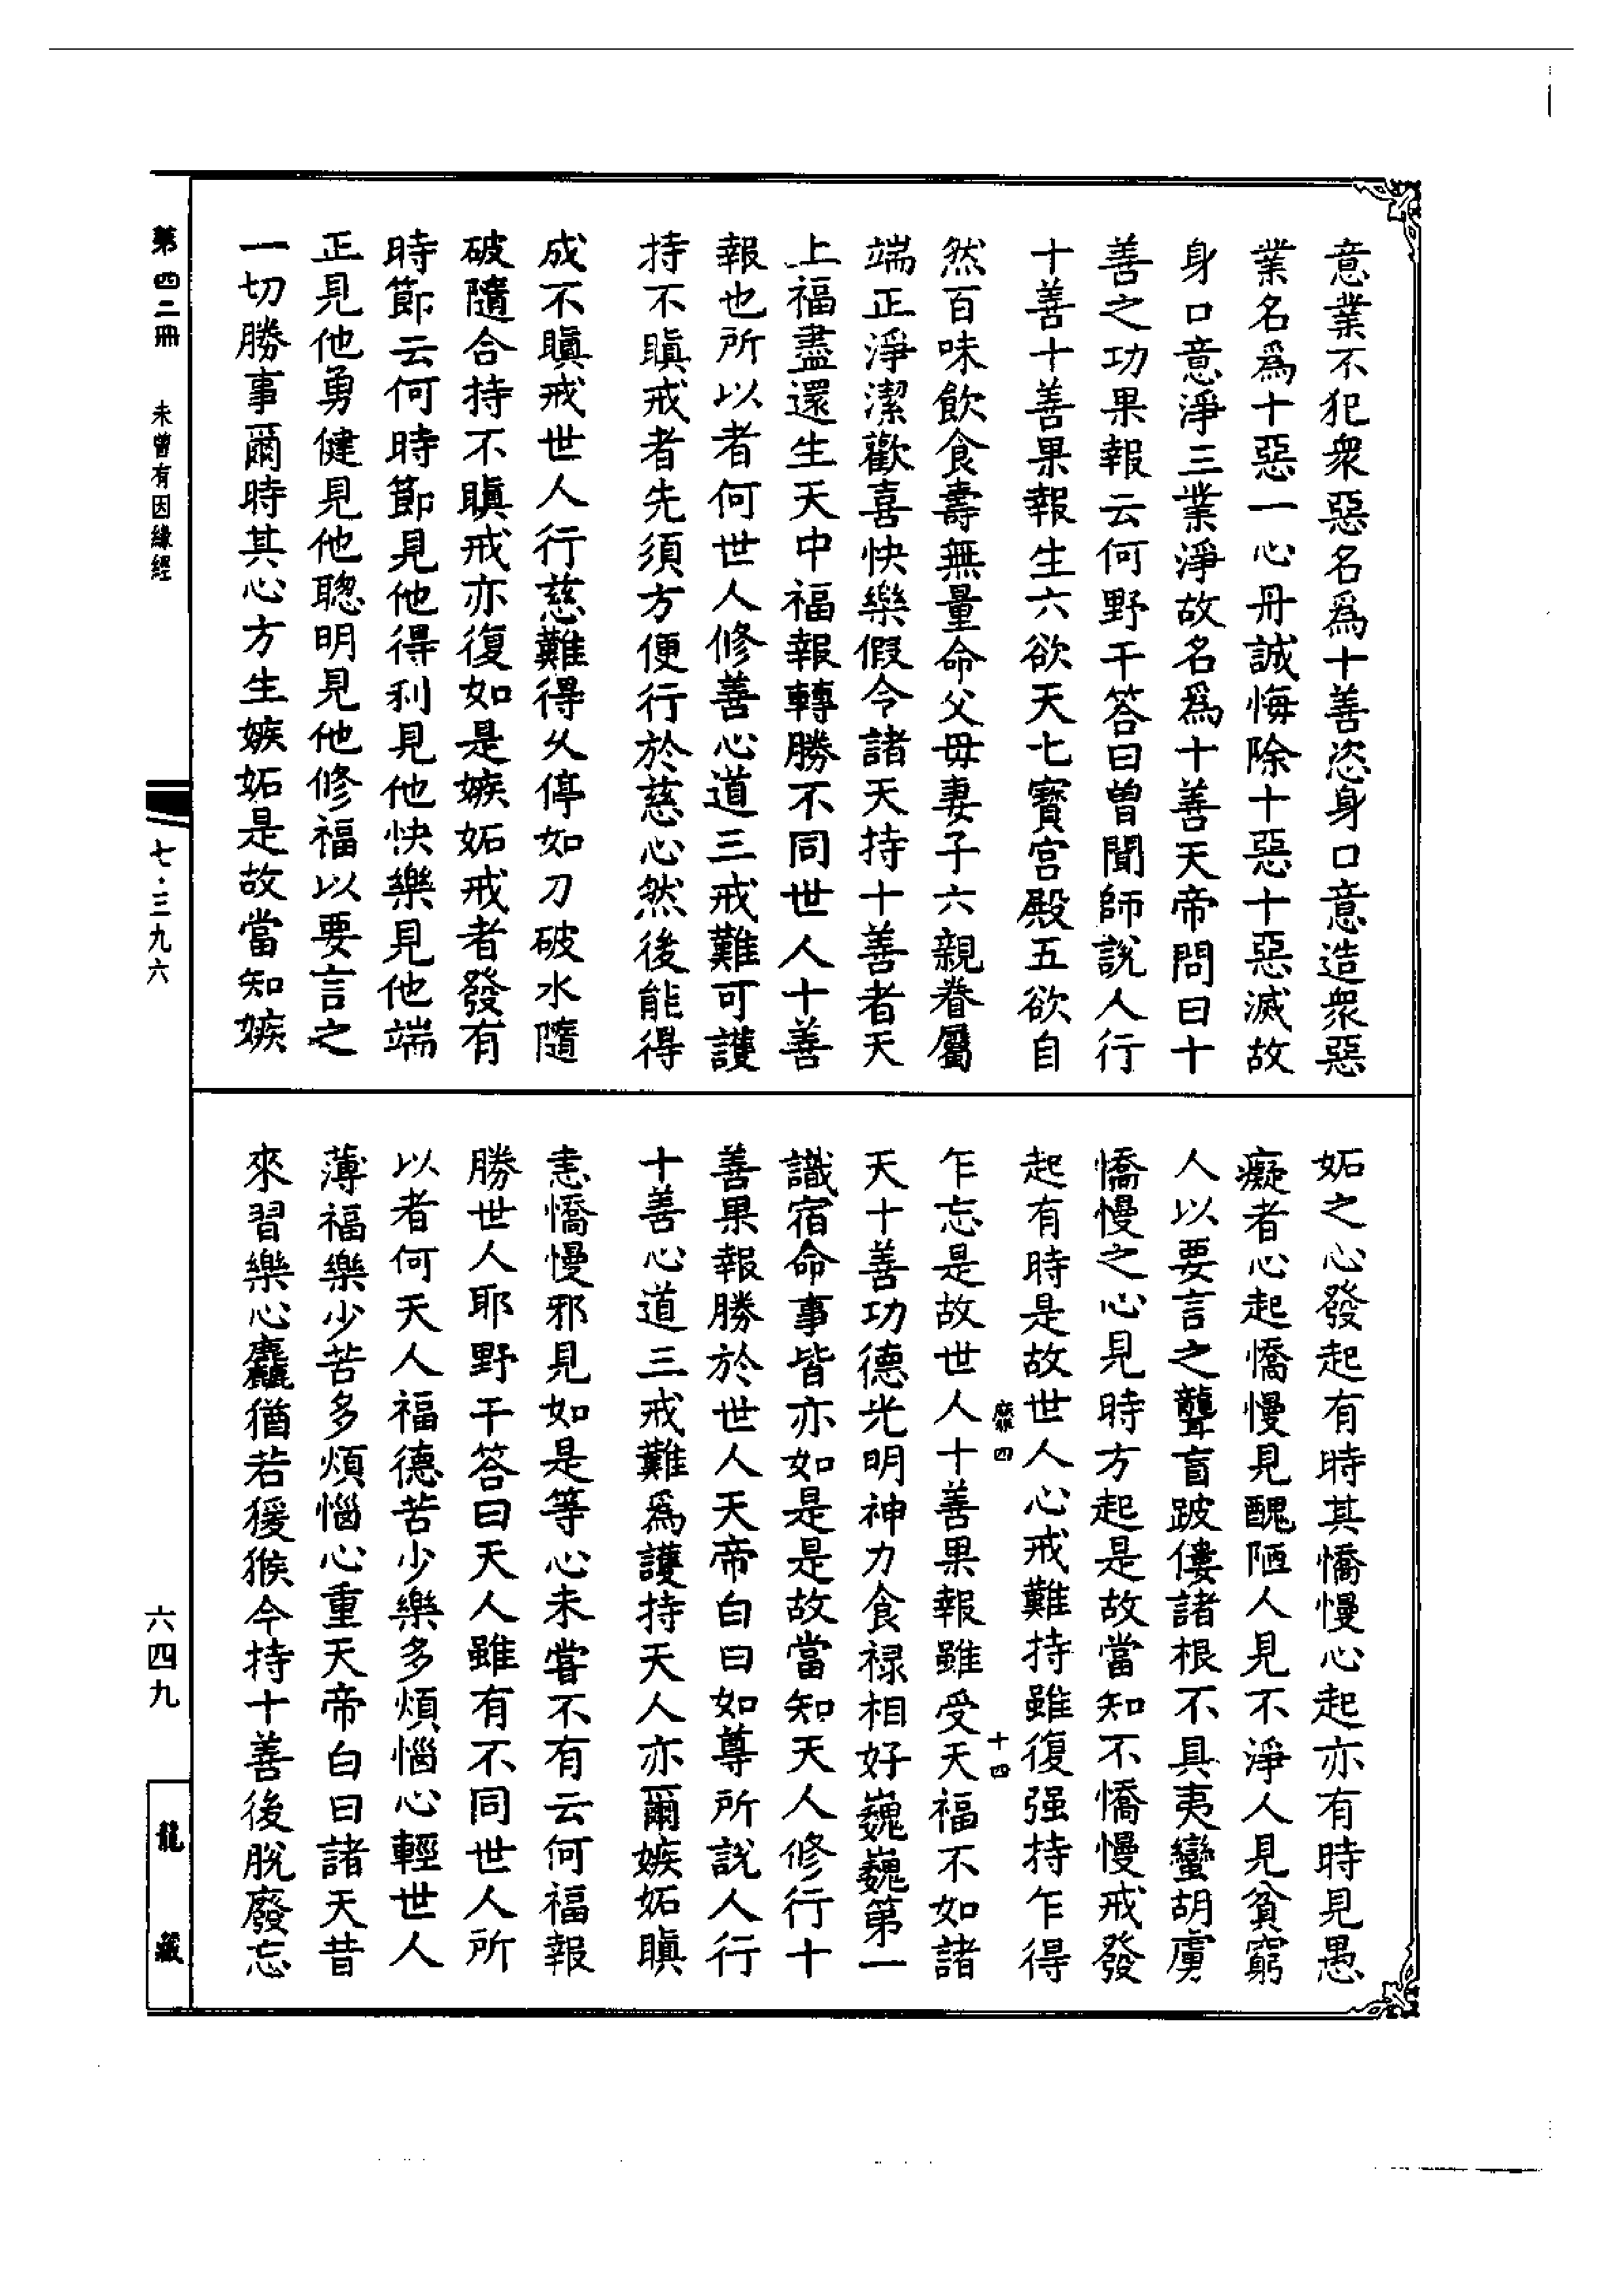 意業不犯衆惡名爲十善恣身口意造衆惡
業名爲十惡一心丹誠悔除十惡十惡滅故
身口意淨三業淨故名爲十善天帝問曰十
善之功果報云何野干答曰曾聞師說人行
十善十善果報生六欲天七寶宫殿五欲自
然百味飲食壽無量命父母妻子六親眷屬
端正淨潔歡喜快樂假令諸天持十善者天
上福盡還生天中福報轉勝不同世人十善
報也所以者何世人修善心道三戒難可護
持不瞋戒者先須方便行於慈心然後能得
成不瞋戒世人行慈難得久停如刀破水隨
破隨合持不瞋戒亦復如是嫉妬戒者發有
時節云何時節見他得利見他快樂見他端
正見他勇健見他聰明見他修福以要言之
一切勝事爾時其心方生嫉妬是故當知嫉
妬之心發起有時其憍慢心起亦有時見愚
癡者心起憍慢見醜陋人見不淨人見貧窮
人以要言之聾盲跛僂諸根不具夷蠻胡虜
憍慢之心見時方起是故當知不憍慢戒發
起有時是故世人心戒難持雖復强持乍得
乍忘是故世人十善果報雖受天福不如諸
天十善功德光明神力食禄相好巍巍第一
識宿命事皆亦如是是故當知天人修行十
善果報勝於世人天帝白曰如尊所說人行
十善心道三戒難爲護持天人亦爾嫉妬瞋
恚憍慢邪見如是等心未甞不有云何福報
勝世人耶野干答曰天人雖有不同世人所
以者何天人福德苦少樂多煩惱心輕世人
薄福樂少苦多煩惱心重天帝白曰諸天昔
來習樂心麤猶若猨猴今持十善後脫廢忘
四
十四
第四二冊
未曾有因緣經
七·三九六
六四九
龍藏